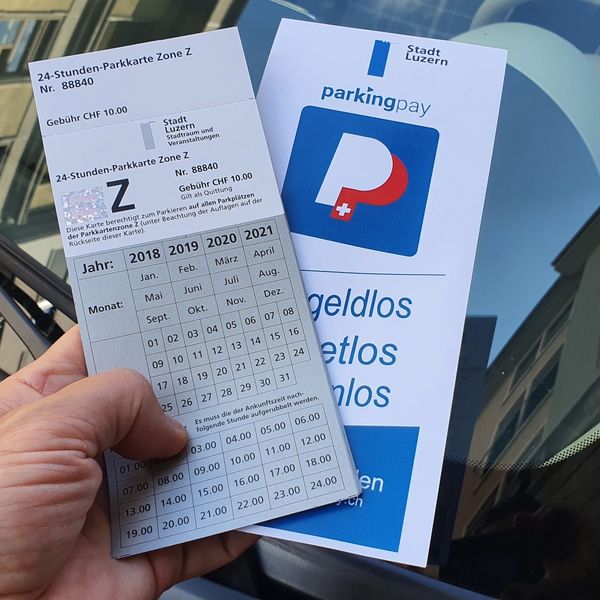 24-Stunden-Parkkarte Zone Z
Nr. 88840
Gebühr CHF 10.00
Stadt
Luzern
Stadtraum und
Veranstaltungen
24-Stunden-Parkkarte Zone Z
Nr. 88840
Z
Gebühr CHF 10.00
Gilt als Quittung
Diese Karte berechtigt zum Parkieren auf allen Parkplätzen
der Parkkartenzone Z (unter Beachtung der Auflagen auf der
Rückseite dieser Karte).
Jahr: 2018 2019 2020 2021
Monat:
Jan. Feb. März April
Mai Juni Juli Aug.
Sept. Okt. Nov. Dez.
01 02 03 04 05 06 07 08
09 10 11 12 13 14 15 16
17 18 19 20 21 22 23 24
25 26 27 28 29 30 31
Es muss die der Ankunftszeit nach-
folgende Stunde aufgerubbelt werden.
01.00 03.00 04.00 05.00 06.00
07.00 08.00 09.00 10.00 11.00 12.00
13.00 14.00 15.00 16.00 17.00 18.00
19.00 20.00 21.00 22.00 23.00 24.00
Stadt
Luzern
parkingpay
P
geldlos
etlos
nlos
den
.ch